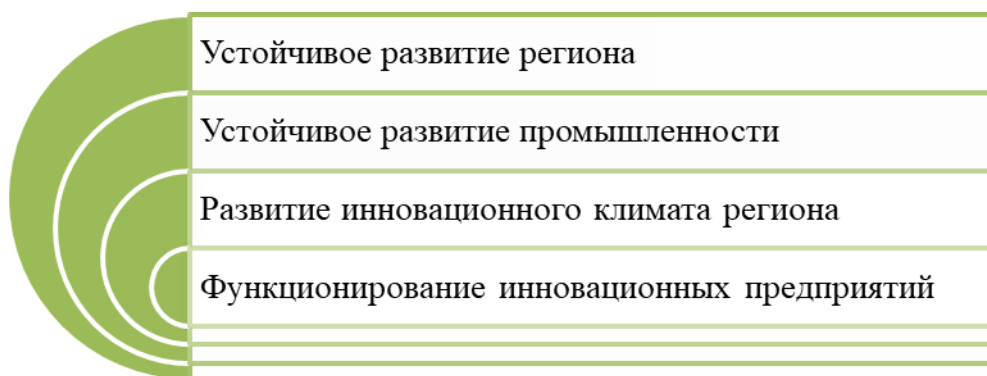 Устойчивое развитие региона
Устойчивое развитие промышленности
Развитие инновационного климата региона
Функционирование инновационных предприятий